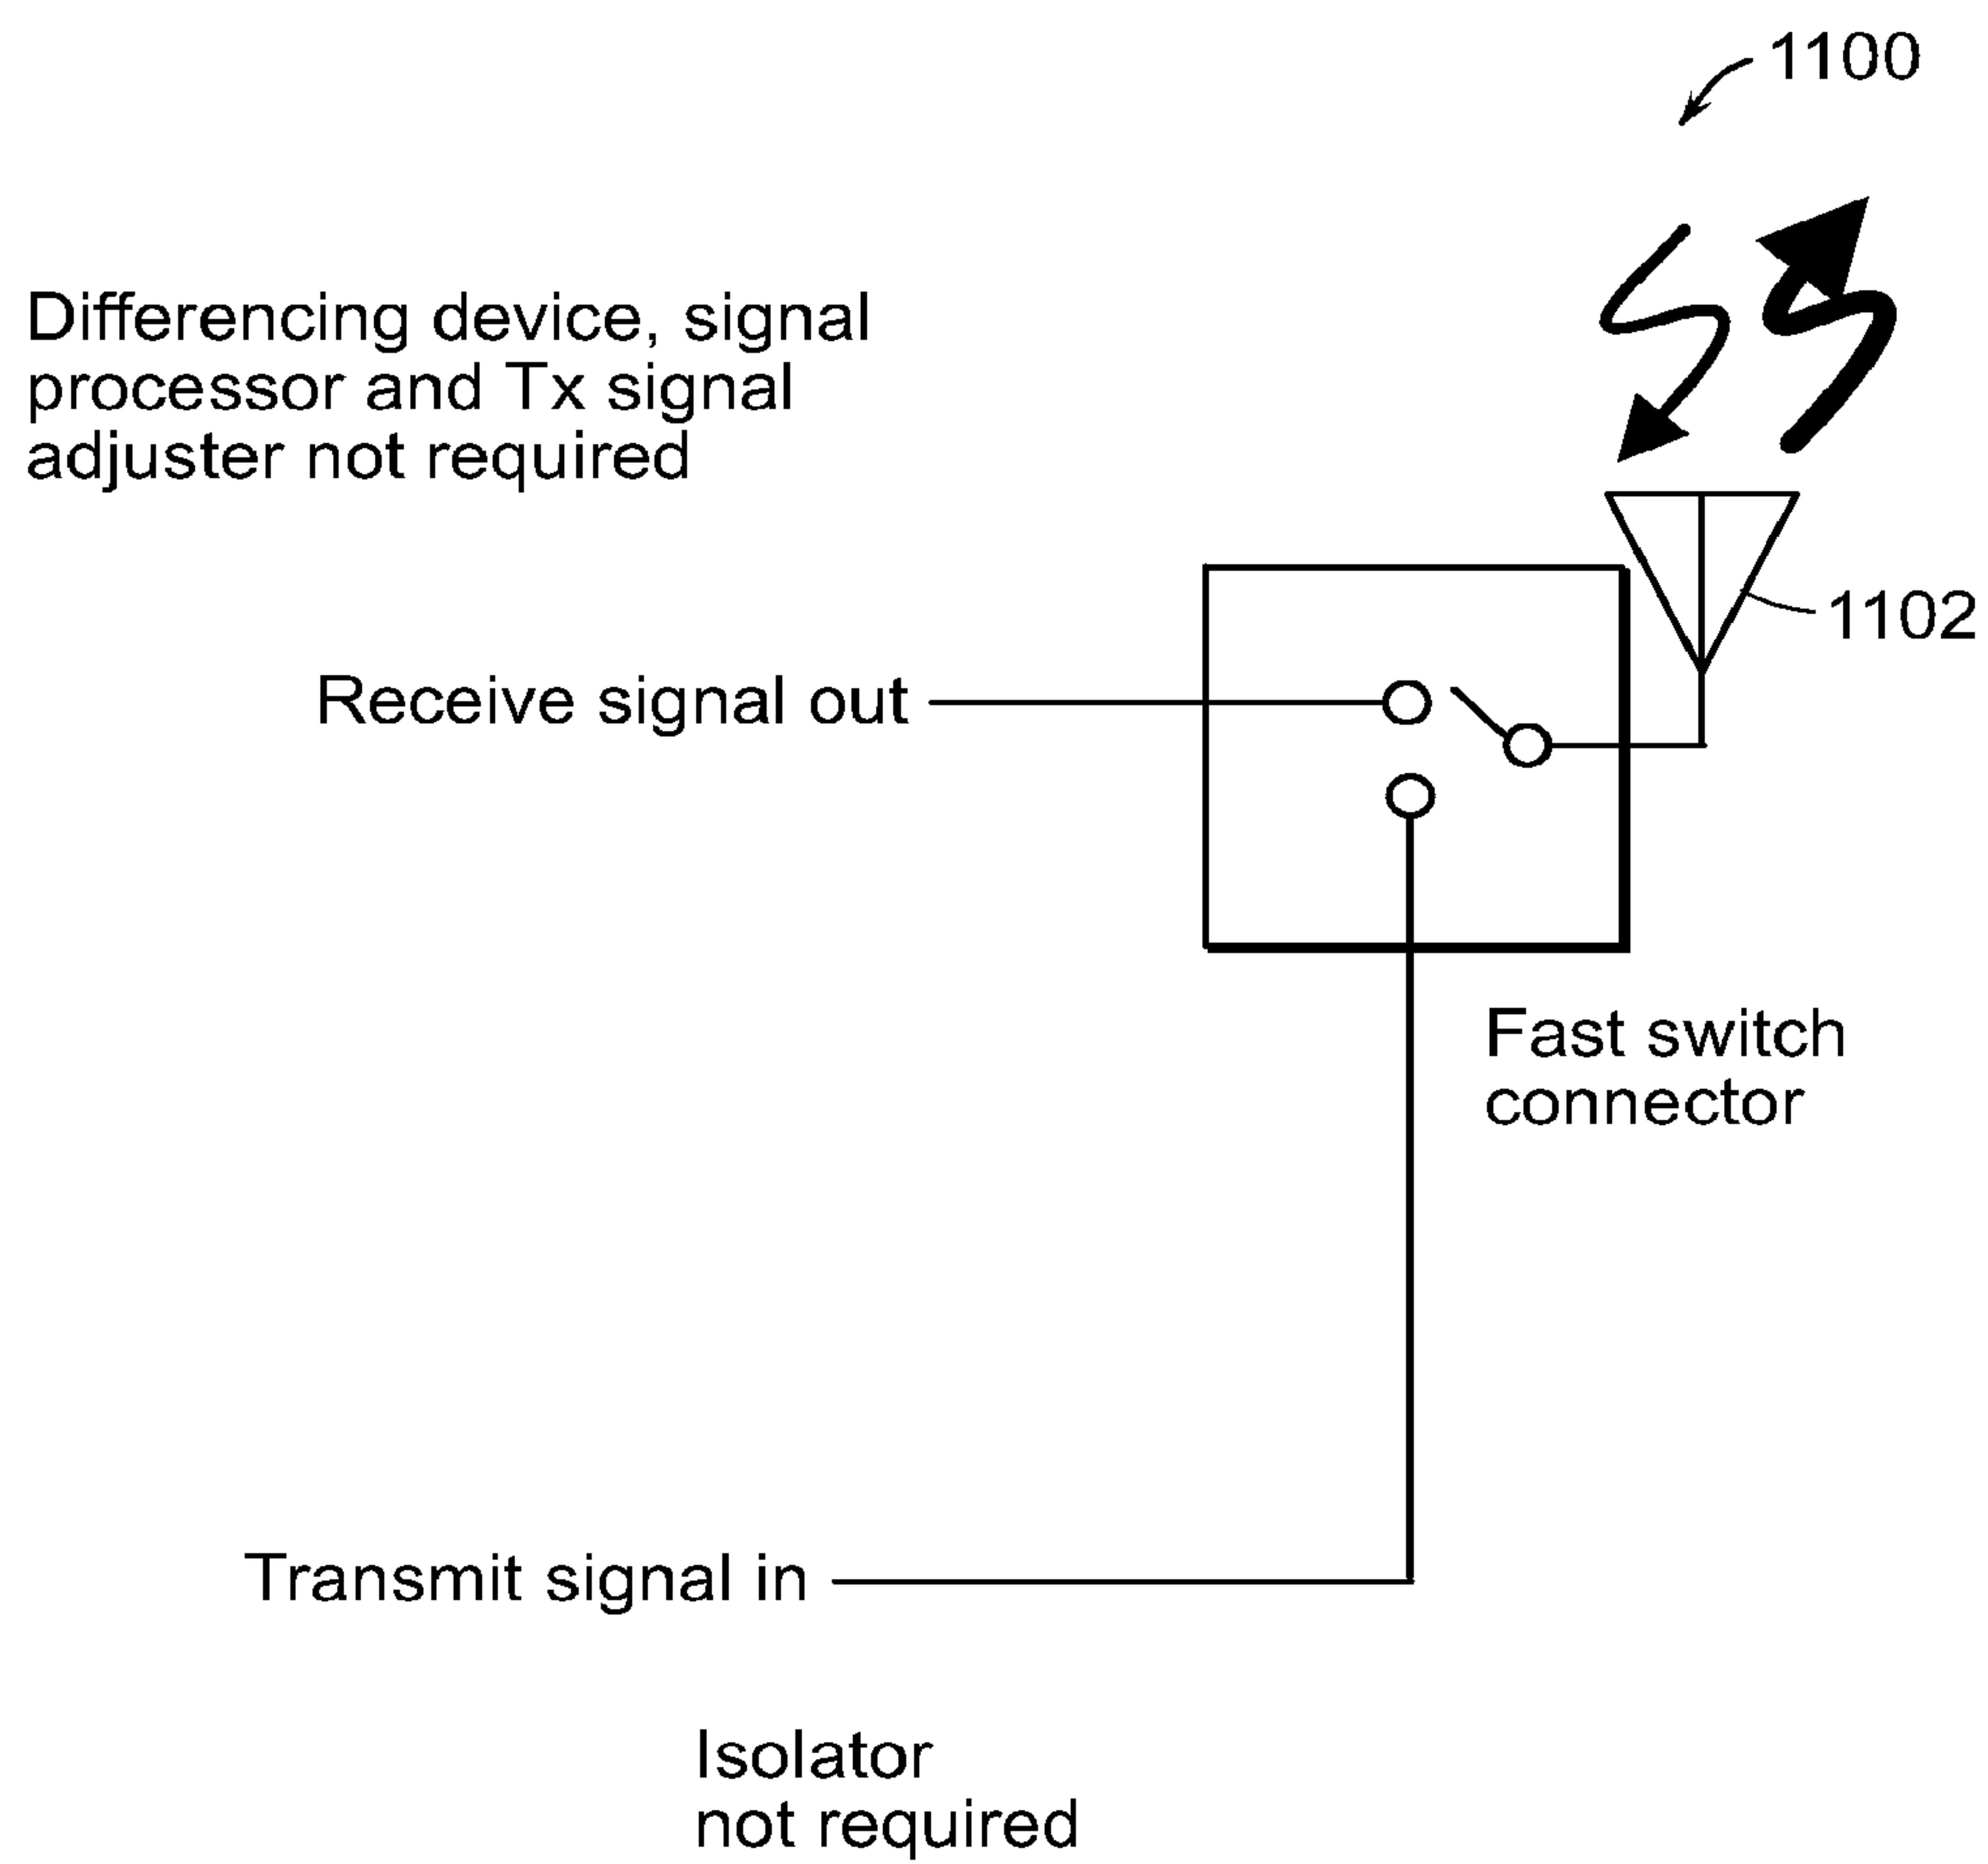 1100
Differencing device, signal
processor and Tx signal
adjuster not required
1102
Receive signal out
Fast switch
connector
Transmit signal in
Isolator
not required